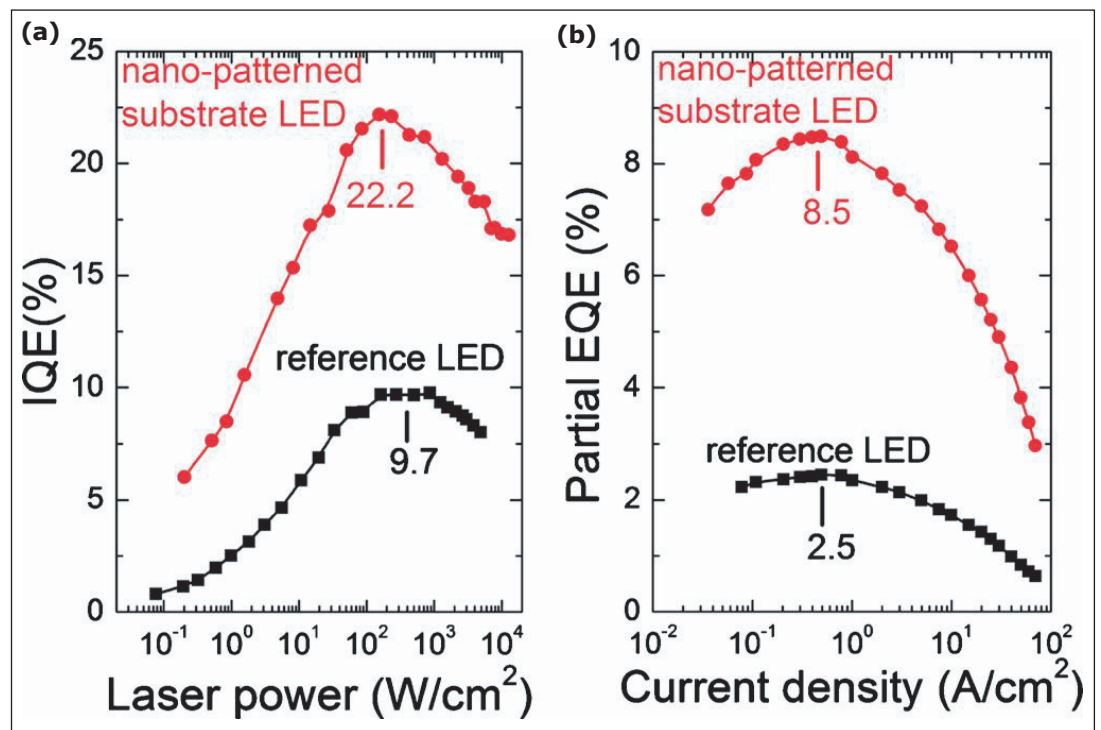 (a)
25
20
15
10
5
0
IQE(%)
nano-patterned
substrate LED
22.2
reference LED
9.7
10⁻¹ 10⁰ 10¹ 10² 10³ 10⁴
Laser power (W/cm²)
(b)
10
8
6
4
2
0
Partial EQE (%)
nano-patterned
substrate LED
8.5
reference LED
2.5
10⁻² 10⁻¹ 10⁰ 10¹ 10²
Current density (A/cm²)